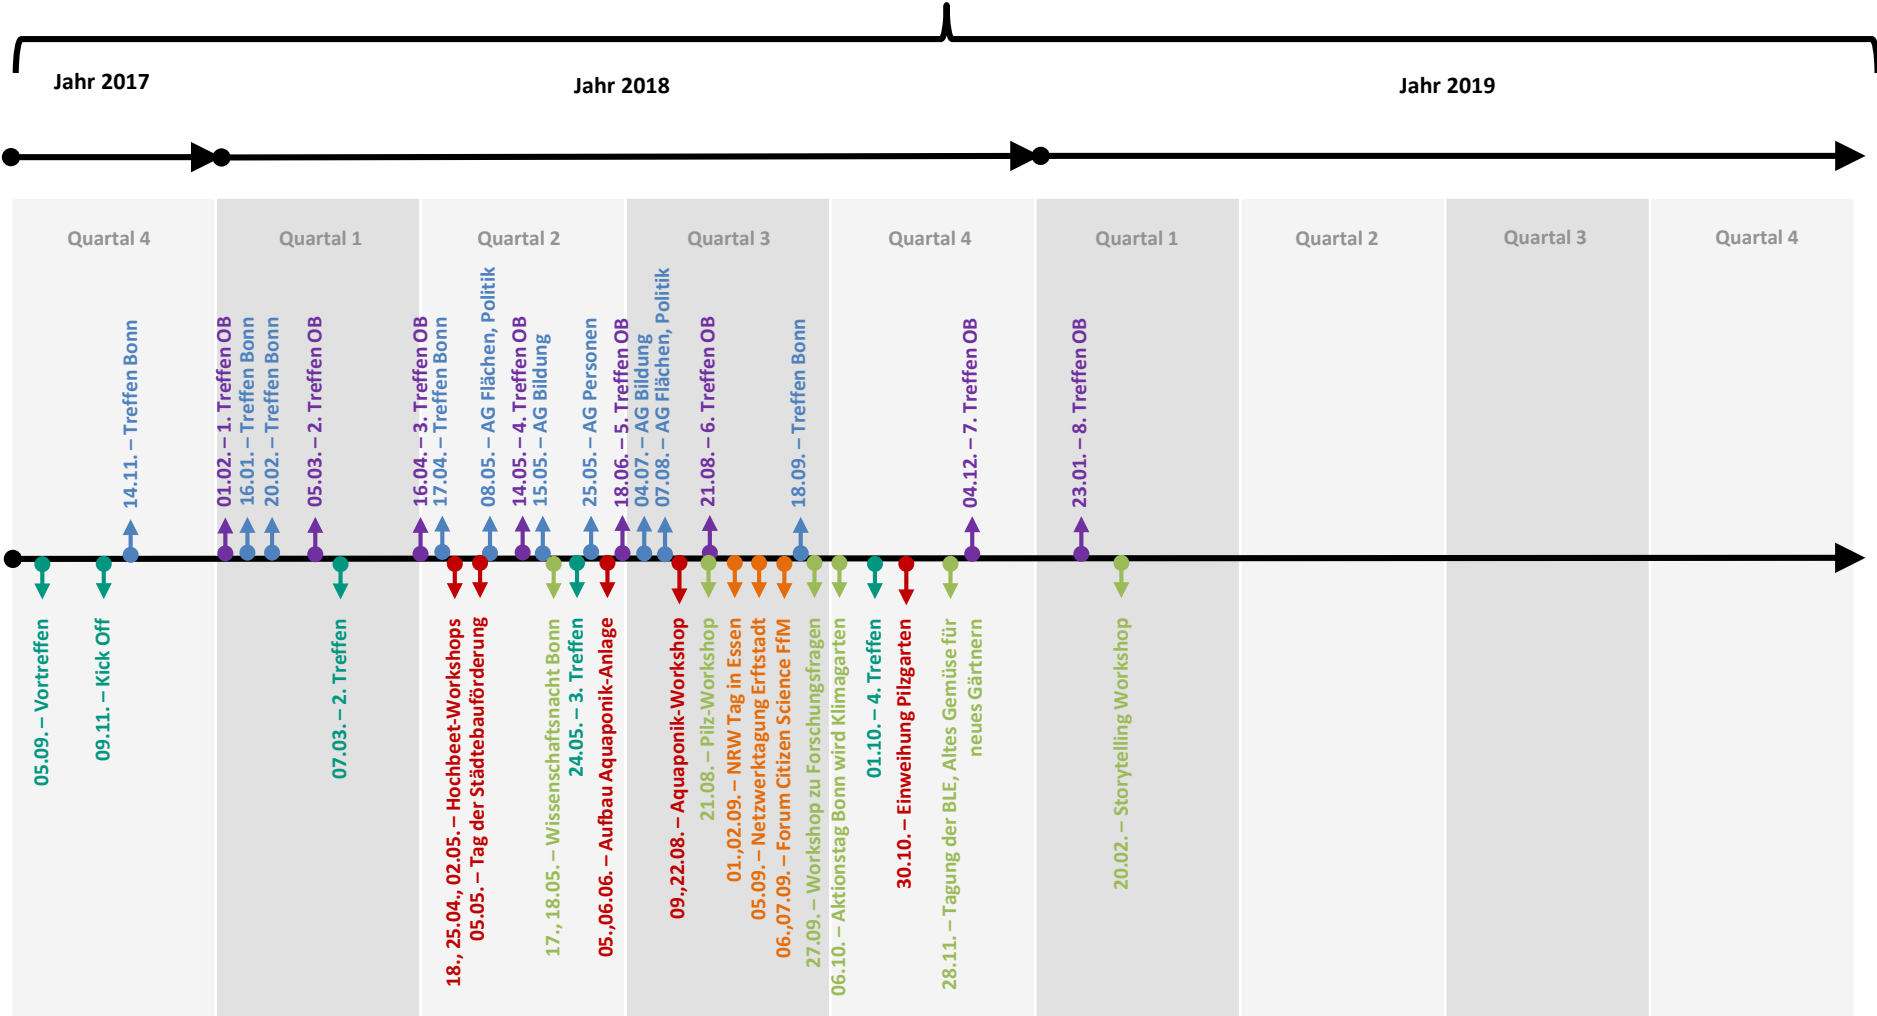 Jahr 2017
Jahr 2018
Jahr 2019
Quartal 4
Quartal 1
Quartal 2
Quartal 3
Quartal 4
Quartal 1
Quartal 2
Quartal 3
Quartal 4
14.11. – Treffen Bonn
01.02. – 1. Treffen OB
16.01. – Treffen Bonn
20.02. – Treffen Bonn
05.03. – 2. Treffen OB
16.04. – 3. Treffen OB
17.04. – Treffen Bonn
08.05. – AG Flächen, Politik
14.05. – 4. Treffen OB
15.05. – AG Bildung
25.05. – AG Personen
18.06. – 5. Treffen OB
04.07. – AG Bildung
07.08. – AG Flächen, Politik
21.08. – 6. Treffen OB
18.09. – Treffen Bonn
04.12. – 7. Treffen OB
23.01. – 8. Treffen OB
05.09. – Vortreffen
09.11. – Kick Off
07.03. – 2. Treffen
18., 25.04., 02.05. – Hochbeet-Workshops
05.05. – Tag der Städtebauförderung
17., 18.05. – Wissenschaftsnacht Bonn
24.05. – 3. Treffen
05.,06.06. – Aufbau Aquaponik-Anlage
09.,22.08. – Aquaponik-Workshop
21.08. – Pilz-Workshop
01.,02.09. – NRW Tag in Essen
05.09. – Netzwerktagung Erftstadt
06.,07.09. – Forum Citizen Science FfM
27.09. – Workshop zu Forschungsfragen
06.10. – Aktionstag Bonn wird Klimagarten
01.10. – 4. Treffen
30.10. – Einweihung Pilzgarten
28.11. – Tagung der BLE, Altes Gemüse für
neues Gärtnern
20.02. – Storytelling Workshop